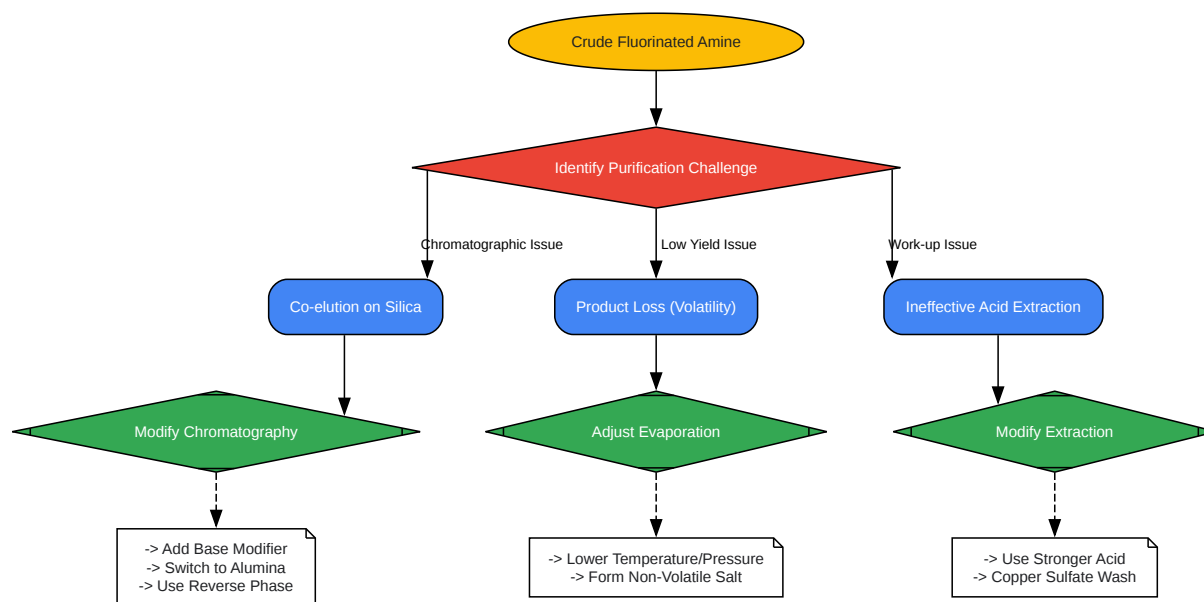 Crude Fluorinated Amine
Identify Purification Challenge
Chromatographic Issue
Low Yield Issue
Work-up Issue
Co-elution on Silica
Product Loss (Volatility)
Ineffective Acid Extraction
Modify Chromatography
Adjust Evaporation
Modify Extraction
-> Add Base Modifier
-> Switch to Alumina
-> Use Reverse Phase
-> Lower Temperature/Pressure
-> Form Non-Volatile Salt
-> Use Stronger Acid
-> Copper Sulfate Wash